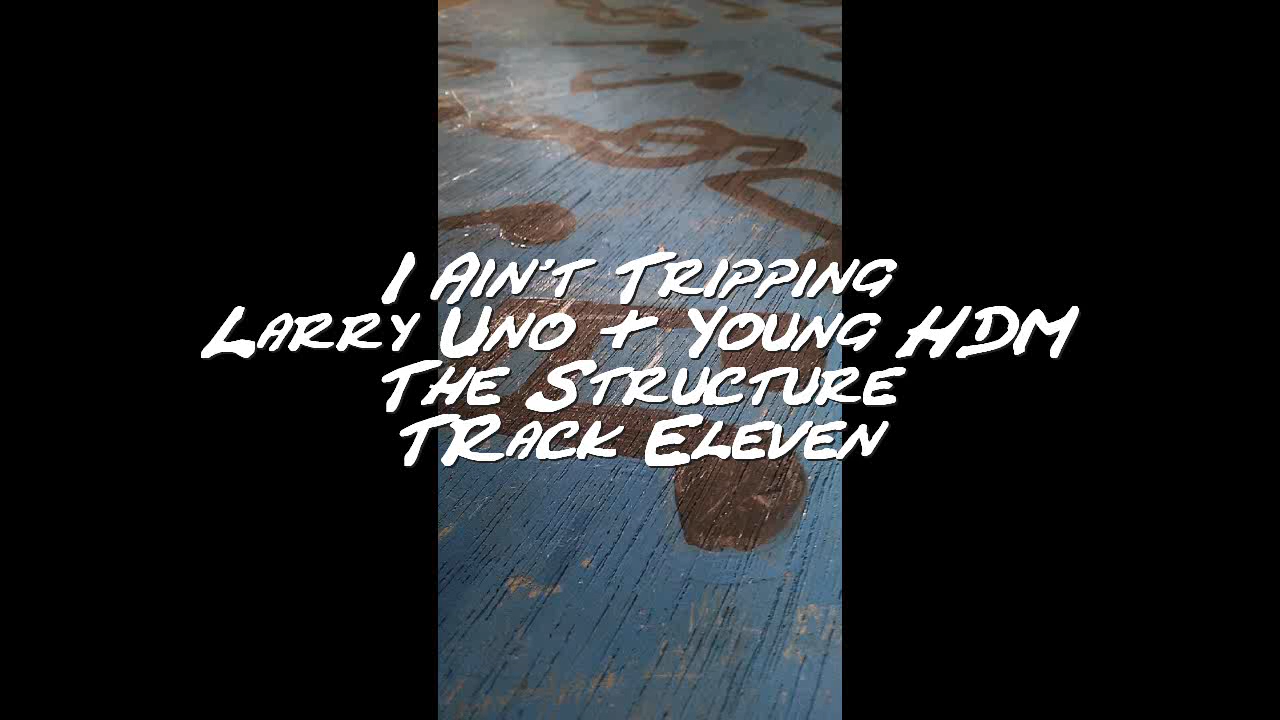 I Ain't Tripping
Larry Uno + Young HDM
The Structure
TRack Eleven